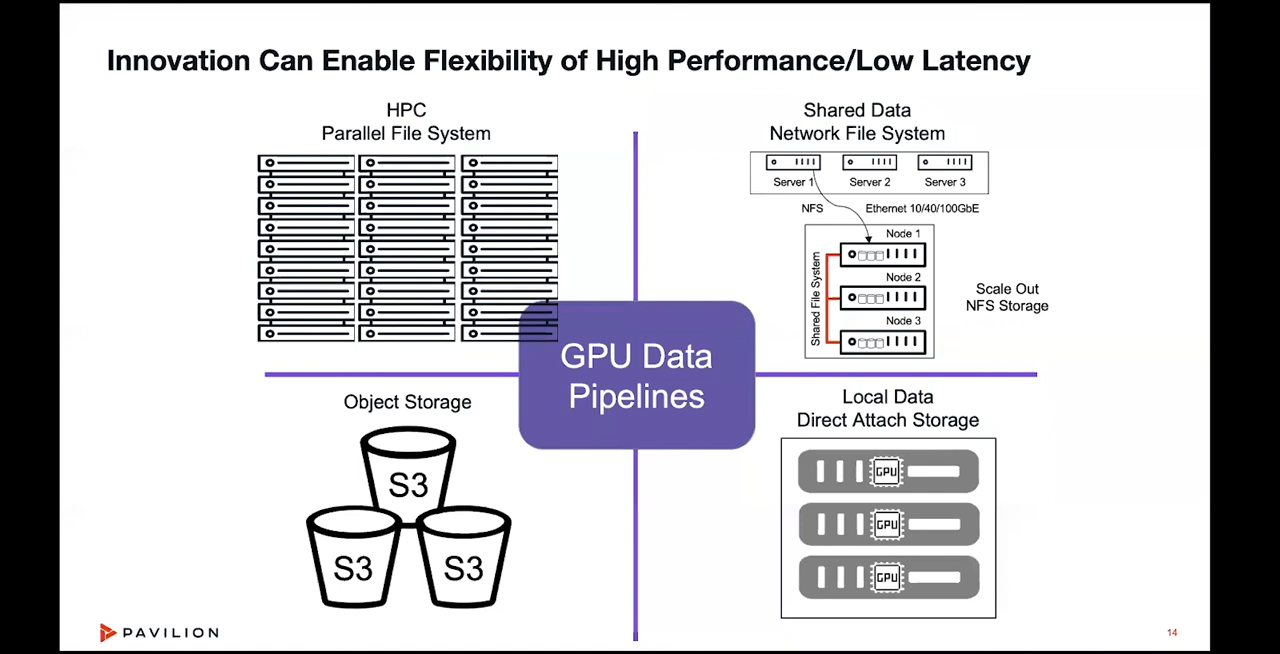 Innovation Can Enable Flexibility of High Performance/Low Latency
HPC
Parallel File System
Shared Data
Network File System
Server 1
Server 2
Server 3
NFS
Ethernet 10/40/100GbE
Node 1
Node 2
Node 3
Shared File System
Scale Out
NFS Storage
GPU Data
Pipelines
Object Storage
S3
S3
S3
Local Data
Direct Attach Storage
GPU
GPU
GPU
PAVILION
14